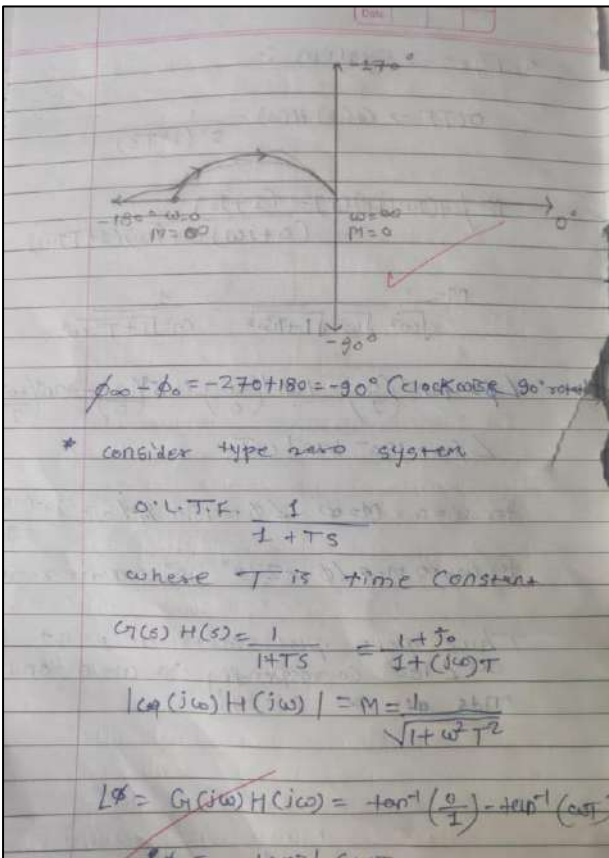 Date
-270°
-180° ω=0
M=∞
ω=∞
M=0
0°
-90°
ϕ∞ - ϕ0 = -270+180 = -90° (clockwise 90°
* consider type zero system
O.L.T.F. 1 / 1 + TS
where T is time constant
G(s) H(s) = 1 / 1+TS = 1+j0 / 1+(jω)T
|G(jω)H(jω)| = M = / √1+ω²T²
∠ϕ = G(jω)H(jω) = tan⁻¹(0/1) - tan⁻¹(ωT)